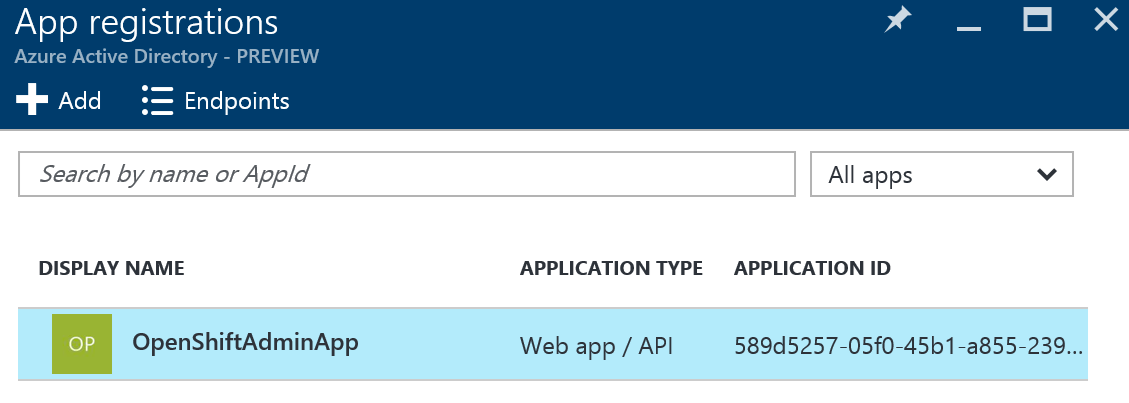 App registrations
Azure Active Directory - PREVIEW
Add Endpoints
Search by name or AppId All apps
DISPLAY NAME APPLICATION TYPE APPLICATION ID
OP OpenShiftAdminApp Web app / API 589d5257-05f0-45b1-a855-239...